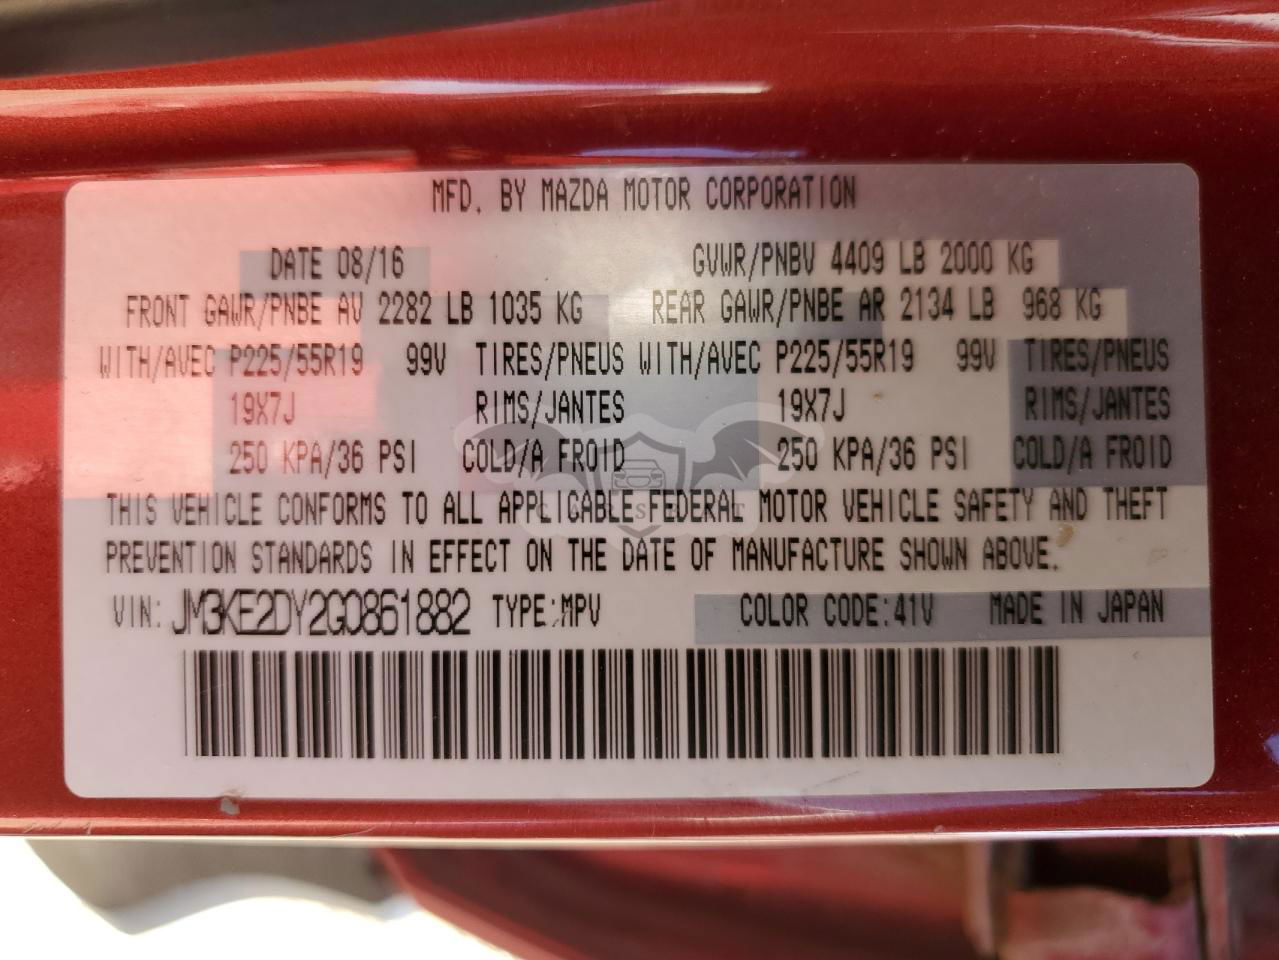 MFD. BY MAZDA MOTOR CORPORATION
DATE 08/16 GVWR/PNBV 4409 LB 2000 KG
FRONT GAWR/PNBE AV 2282 LB 1035 KG REAR GAWR/PNBE AR 2134 LB 968 KG
WITH/AVEC P225/55R19 99V TIRES/PNEUS WITH/AVEC P225/55R19 99V TIRES/PNEUS
19X7J RIMS/JANTES 19X7J RIMS/JANTES
250 KPA/36 PSI COLD/A FROID 250 KPA/36 PSI COLD/A FROID
THIS VEHICLE CONFORMS TO ALL APPLICABLE FEDERAL MOTOR VEHICLE SAFETY AND THEFT
PREVENTION STANDARDS IN EFFECT ON THE DATE OF MANUFACTURE SHOWN ABOVE.
VIN: JM3KE2DY2G0861882 TYPE:MPV COLOR CODE:41V MADE IN JAPAN